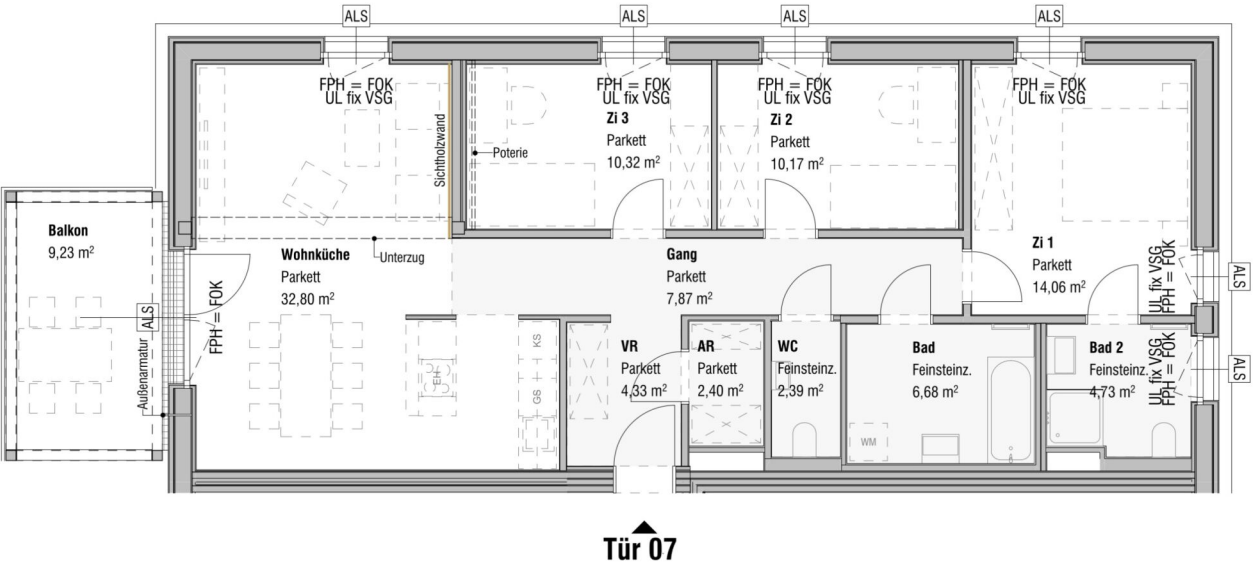 ALS
ALS
ALS
ALS
FPH = FOK
UL fix VSG
FPH = FOK
UL fix VSG
FPH = FOK
UL fix VSG
FPH = FOK
UL fix VSG
Sichtholzwand
Poterie
Zi 3
Parkett
10,32 m²
Zi 2
Parkett
10,17 m²
Balkon
9,23 m²
Wohnküche
Parkett
32,80 m²
Unterzug
Gang
Parkett
7,87 m²
Zi 1
Parkett
14,06 m²
UL fix VSG
FPH = FOK
ALS
ALS
FPH = FOK
Außenarmatur
EH
KS
GS
VR
Parkett
4,33 m²
AR
Parkett
2,40 m²
WC
Feinsteinz.
2,39 m²
Bad
Feinsteinz.
6,68 m²
WM
Bad 2
Feinsteinz.
4,73 m²
UL fix VSG
FPH = FOK
ALS
Tür 07